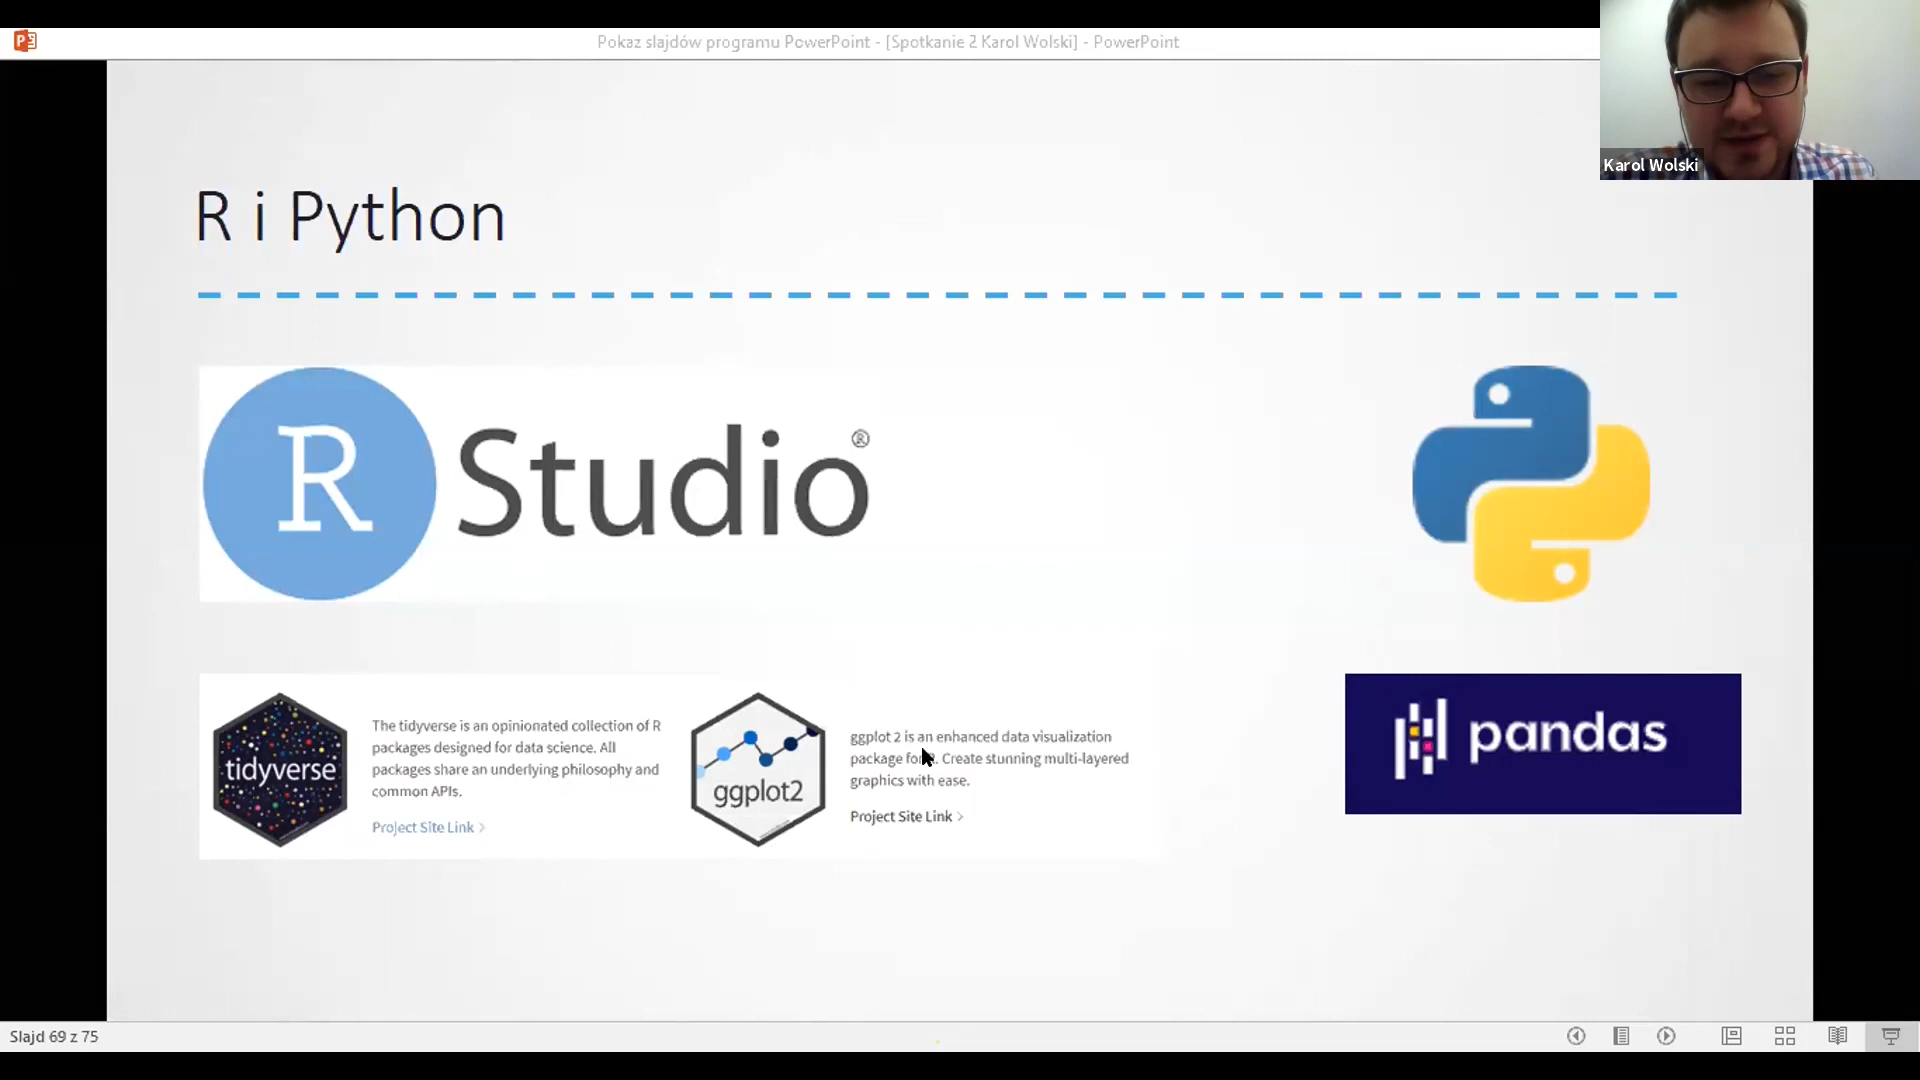 Pokaz slajdów programu PowerPoint - [Spotkanie 2 Karol Wolski] - PowerPoint
Karol Wolski
R i Python
R Studio®
tidyverse
The tidyverse is an opinionated collection of R
packages designed for data science. All
packages share an underlying philosophy and
common APIs.
Project Site Link >
ggplot2
ggplot 2 is an enhanced data visualization
package for R. Create stunning multi-layered
graphics with ease.
Project Site Link >
pandas
Slajd 69 z 75